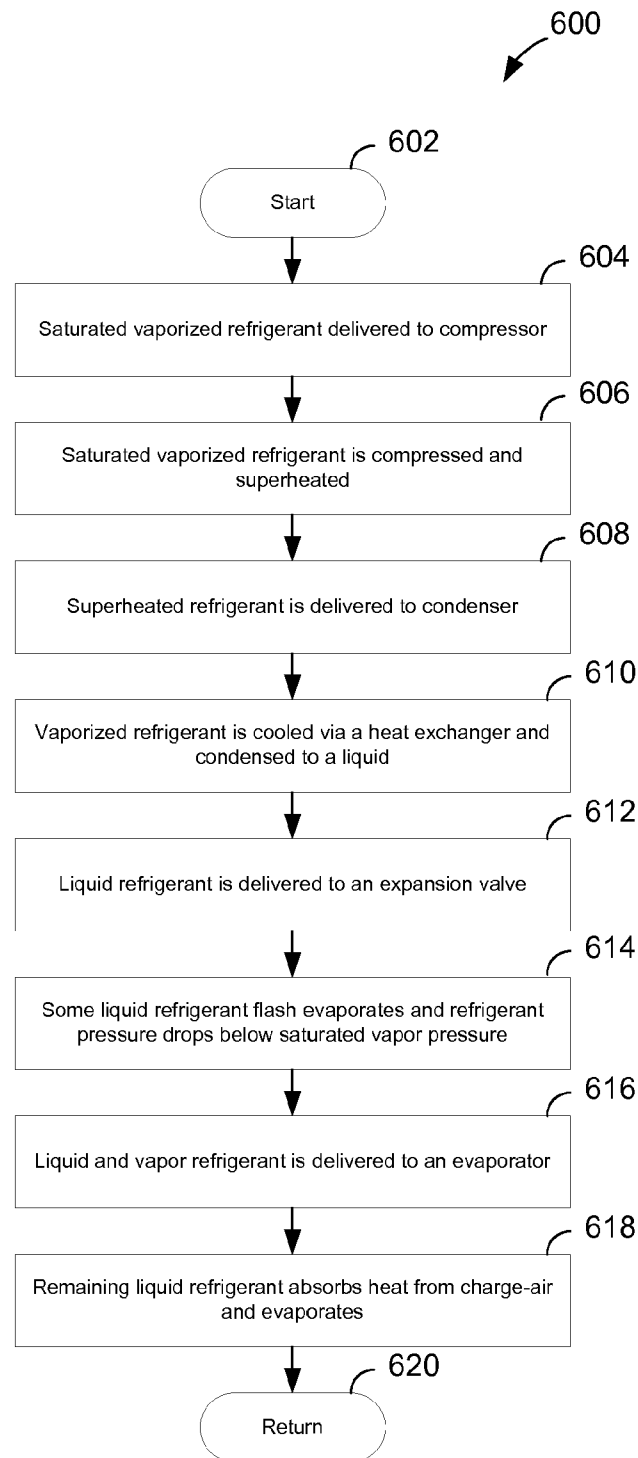 600
602
Start
604
Saturated vaporized refrigerant delivered to compressor
606
Saturated vaporized refrigerant is compressed and
superheated
608
Superheated refrigerant is delivered to condenser
610
Vaporized refrigerant is cooled via a heat exchanger and
condensed to a liquid
612
Liquid refrigerant is delivered to an expansion valve
614
Some liquid refrigerant flash evaporates and refrigerant
pressure drops below saturated vapor pressure
616
Liquid and vapor refrigerant is delivered to an evaporator
618
Remaining liquid refrigerant absorbs heat from charge-air
and evaporates
620
Return